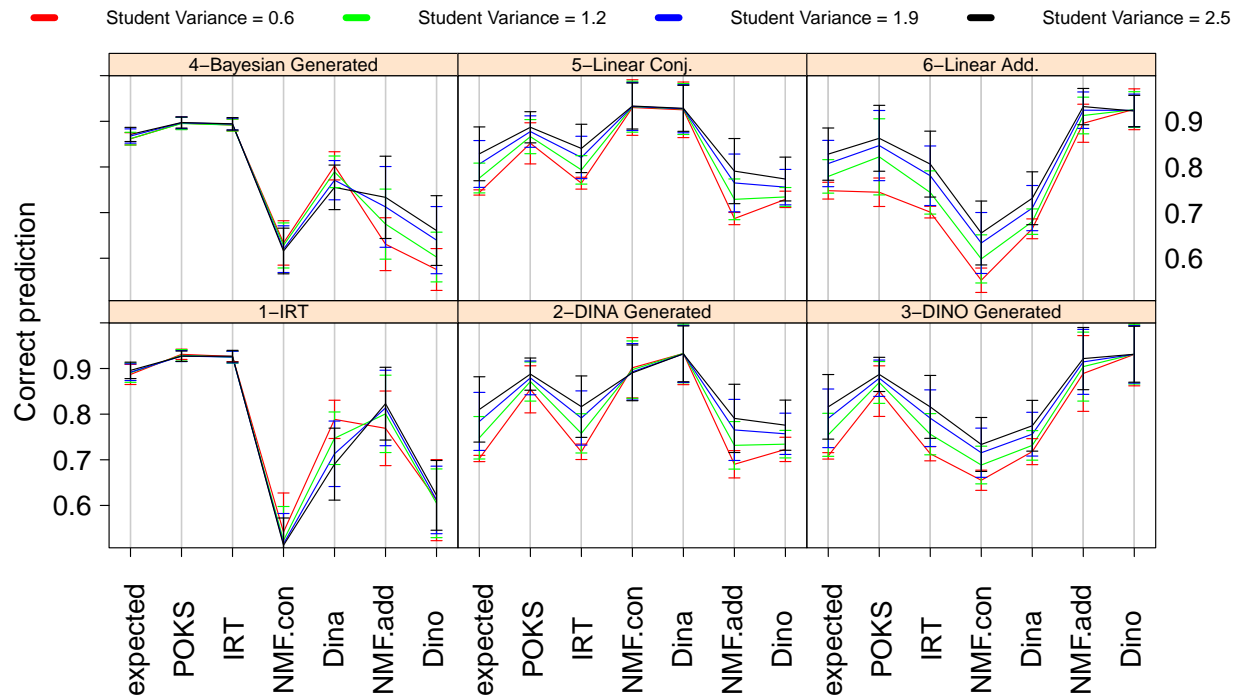 Student Variance = 0.6 Student Variance = 1.2 Student Variance = 1.9 Student Variance = 2.5
4−Bayesian Generated 5−Linear Conj. 6−Linear Add.
0.9
0.8
0.7
0.6
Correct prediction
1−IRT 2−DINA Generated 3−DINO Generated
0.9
0.8
0.7
0.6
expected POKS IRT NMF.con Dina NMF.add Dino expected POKS IRT NMF.con Dina NMF.add Dino expected POKS IRT NMF.con Dina NMF.add Dino